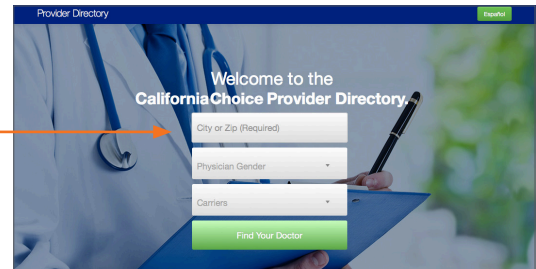 Provider Directory
Español
Welcome to the
CaliforniaChoice Provider Directory.
City or Zip (Required)
Physician Gender
Carriers
Find Your Doctor